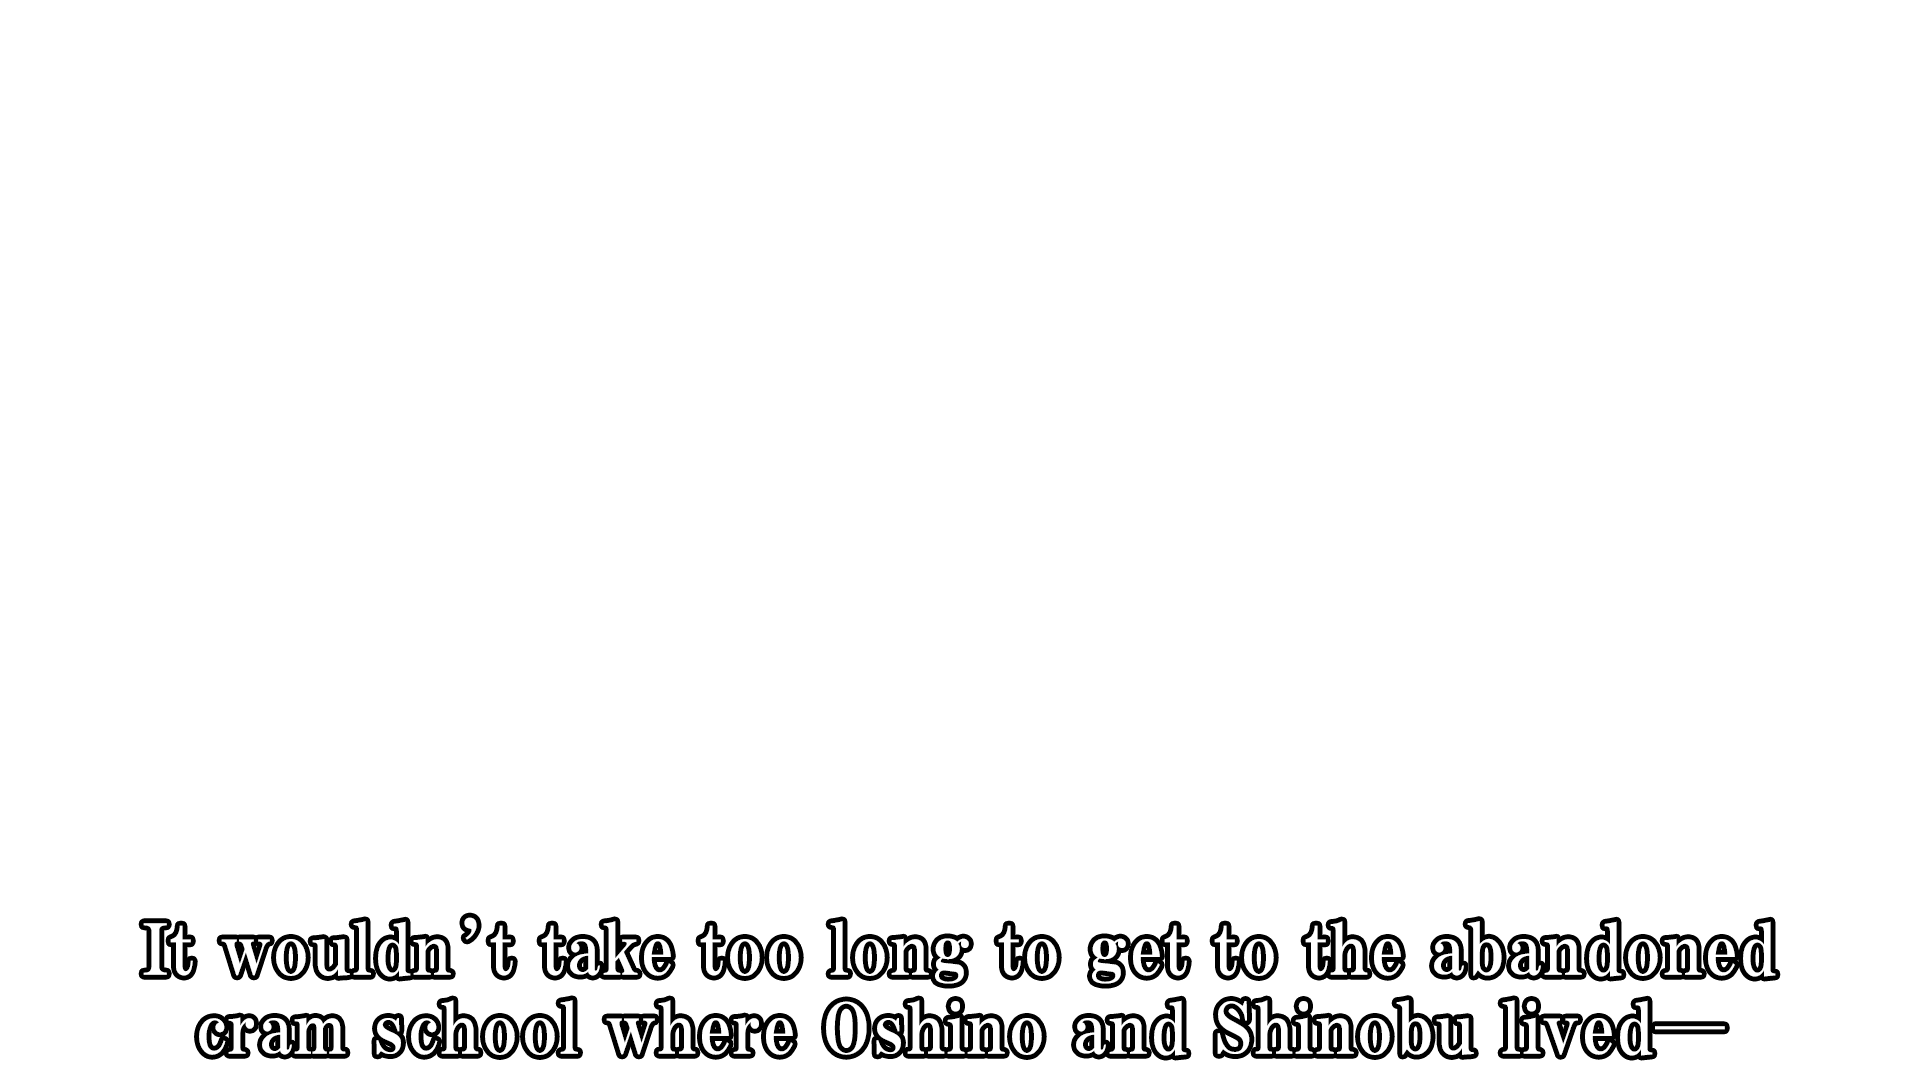 It wouldn’t take too long to get to the abandoned
cram school where Oshino and Shinobu lived—